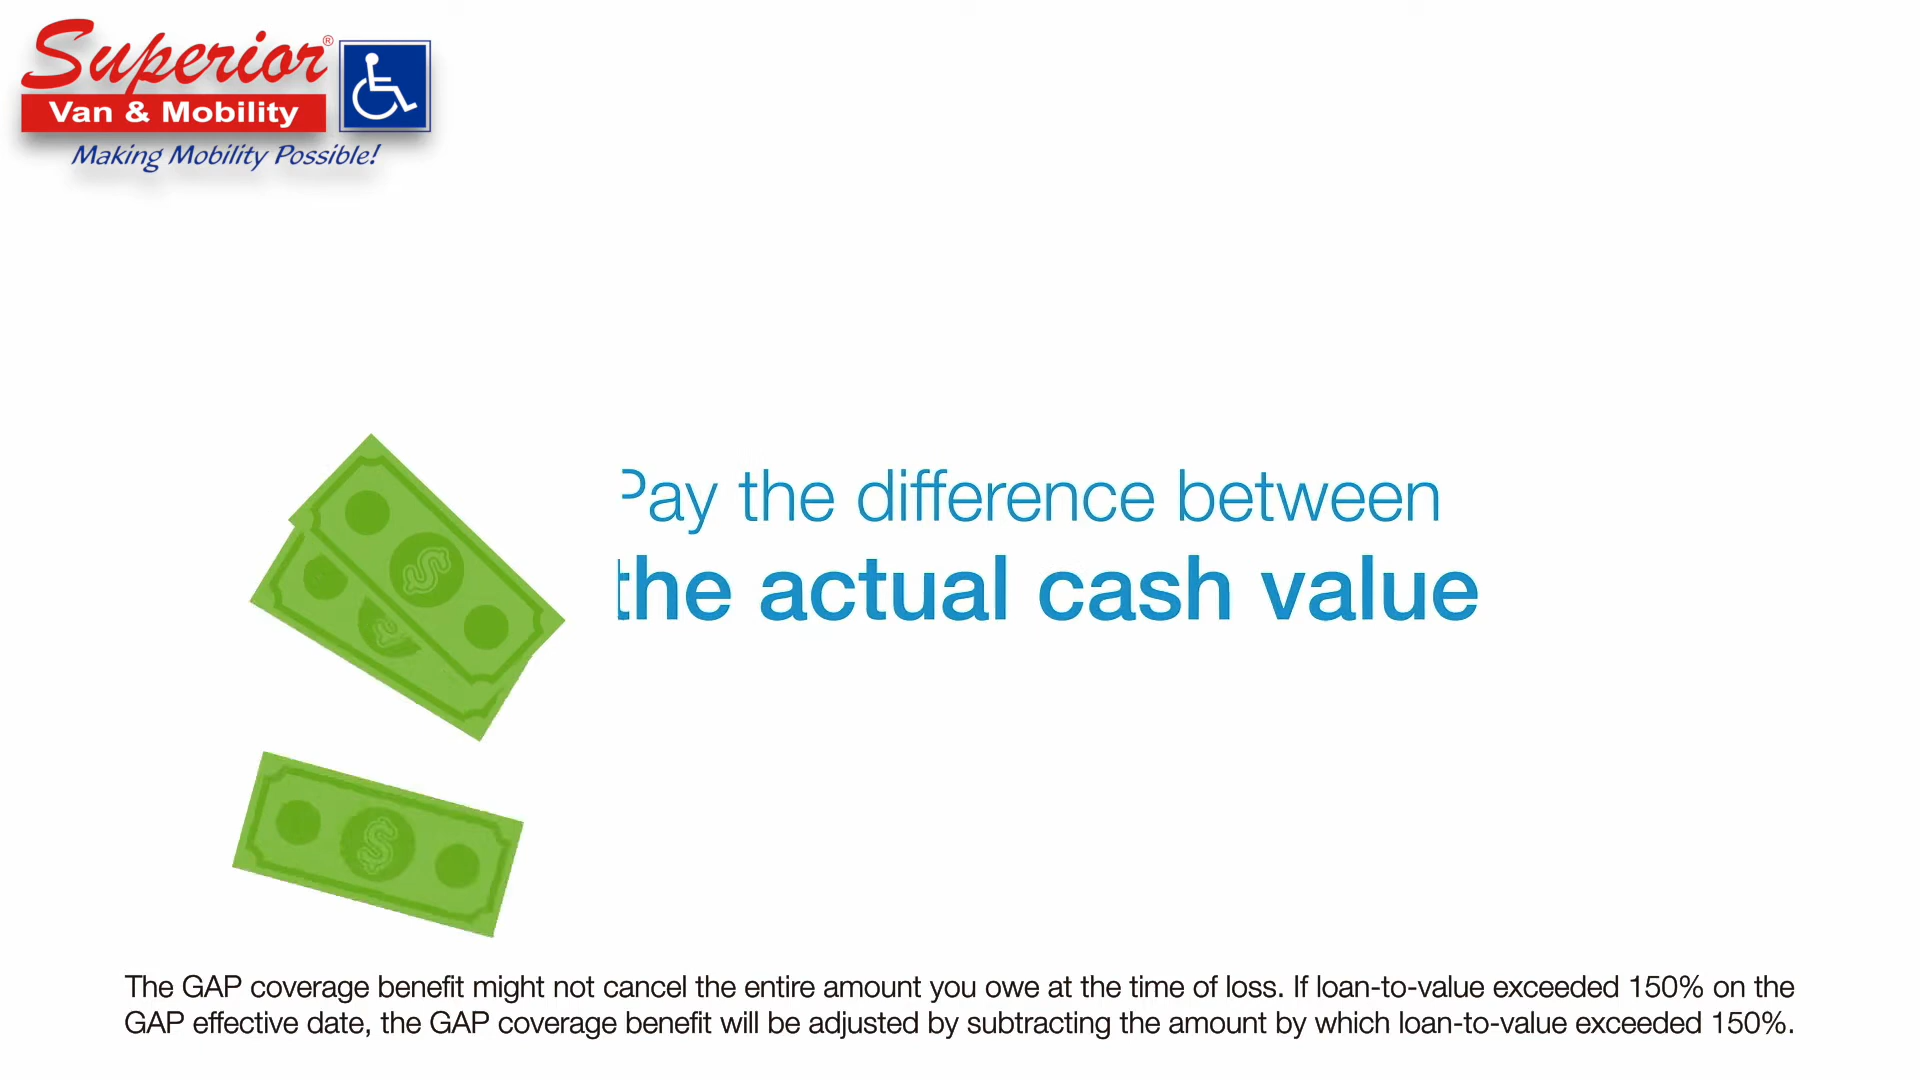 Superior®
Van & Mobility
Making Mobility Possible!
Pay the difference between
the actual cash value
The GAP coverage benefit might not cancel the entire amount you owe at the time of loss. If loan-to-value exceeded 150% on the
GAP effective date, the GAP coverage benefit will be adjusted by subtracting the amount by which loan-to-value exceeded 150%.